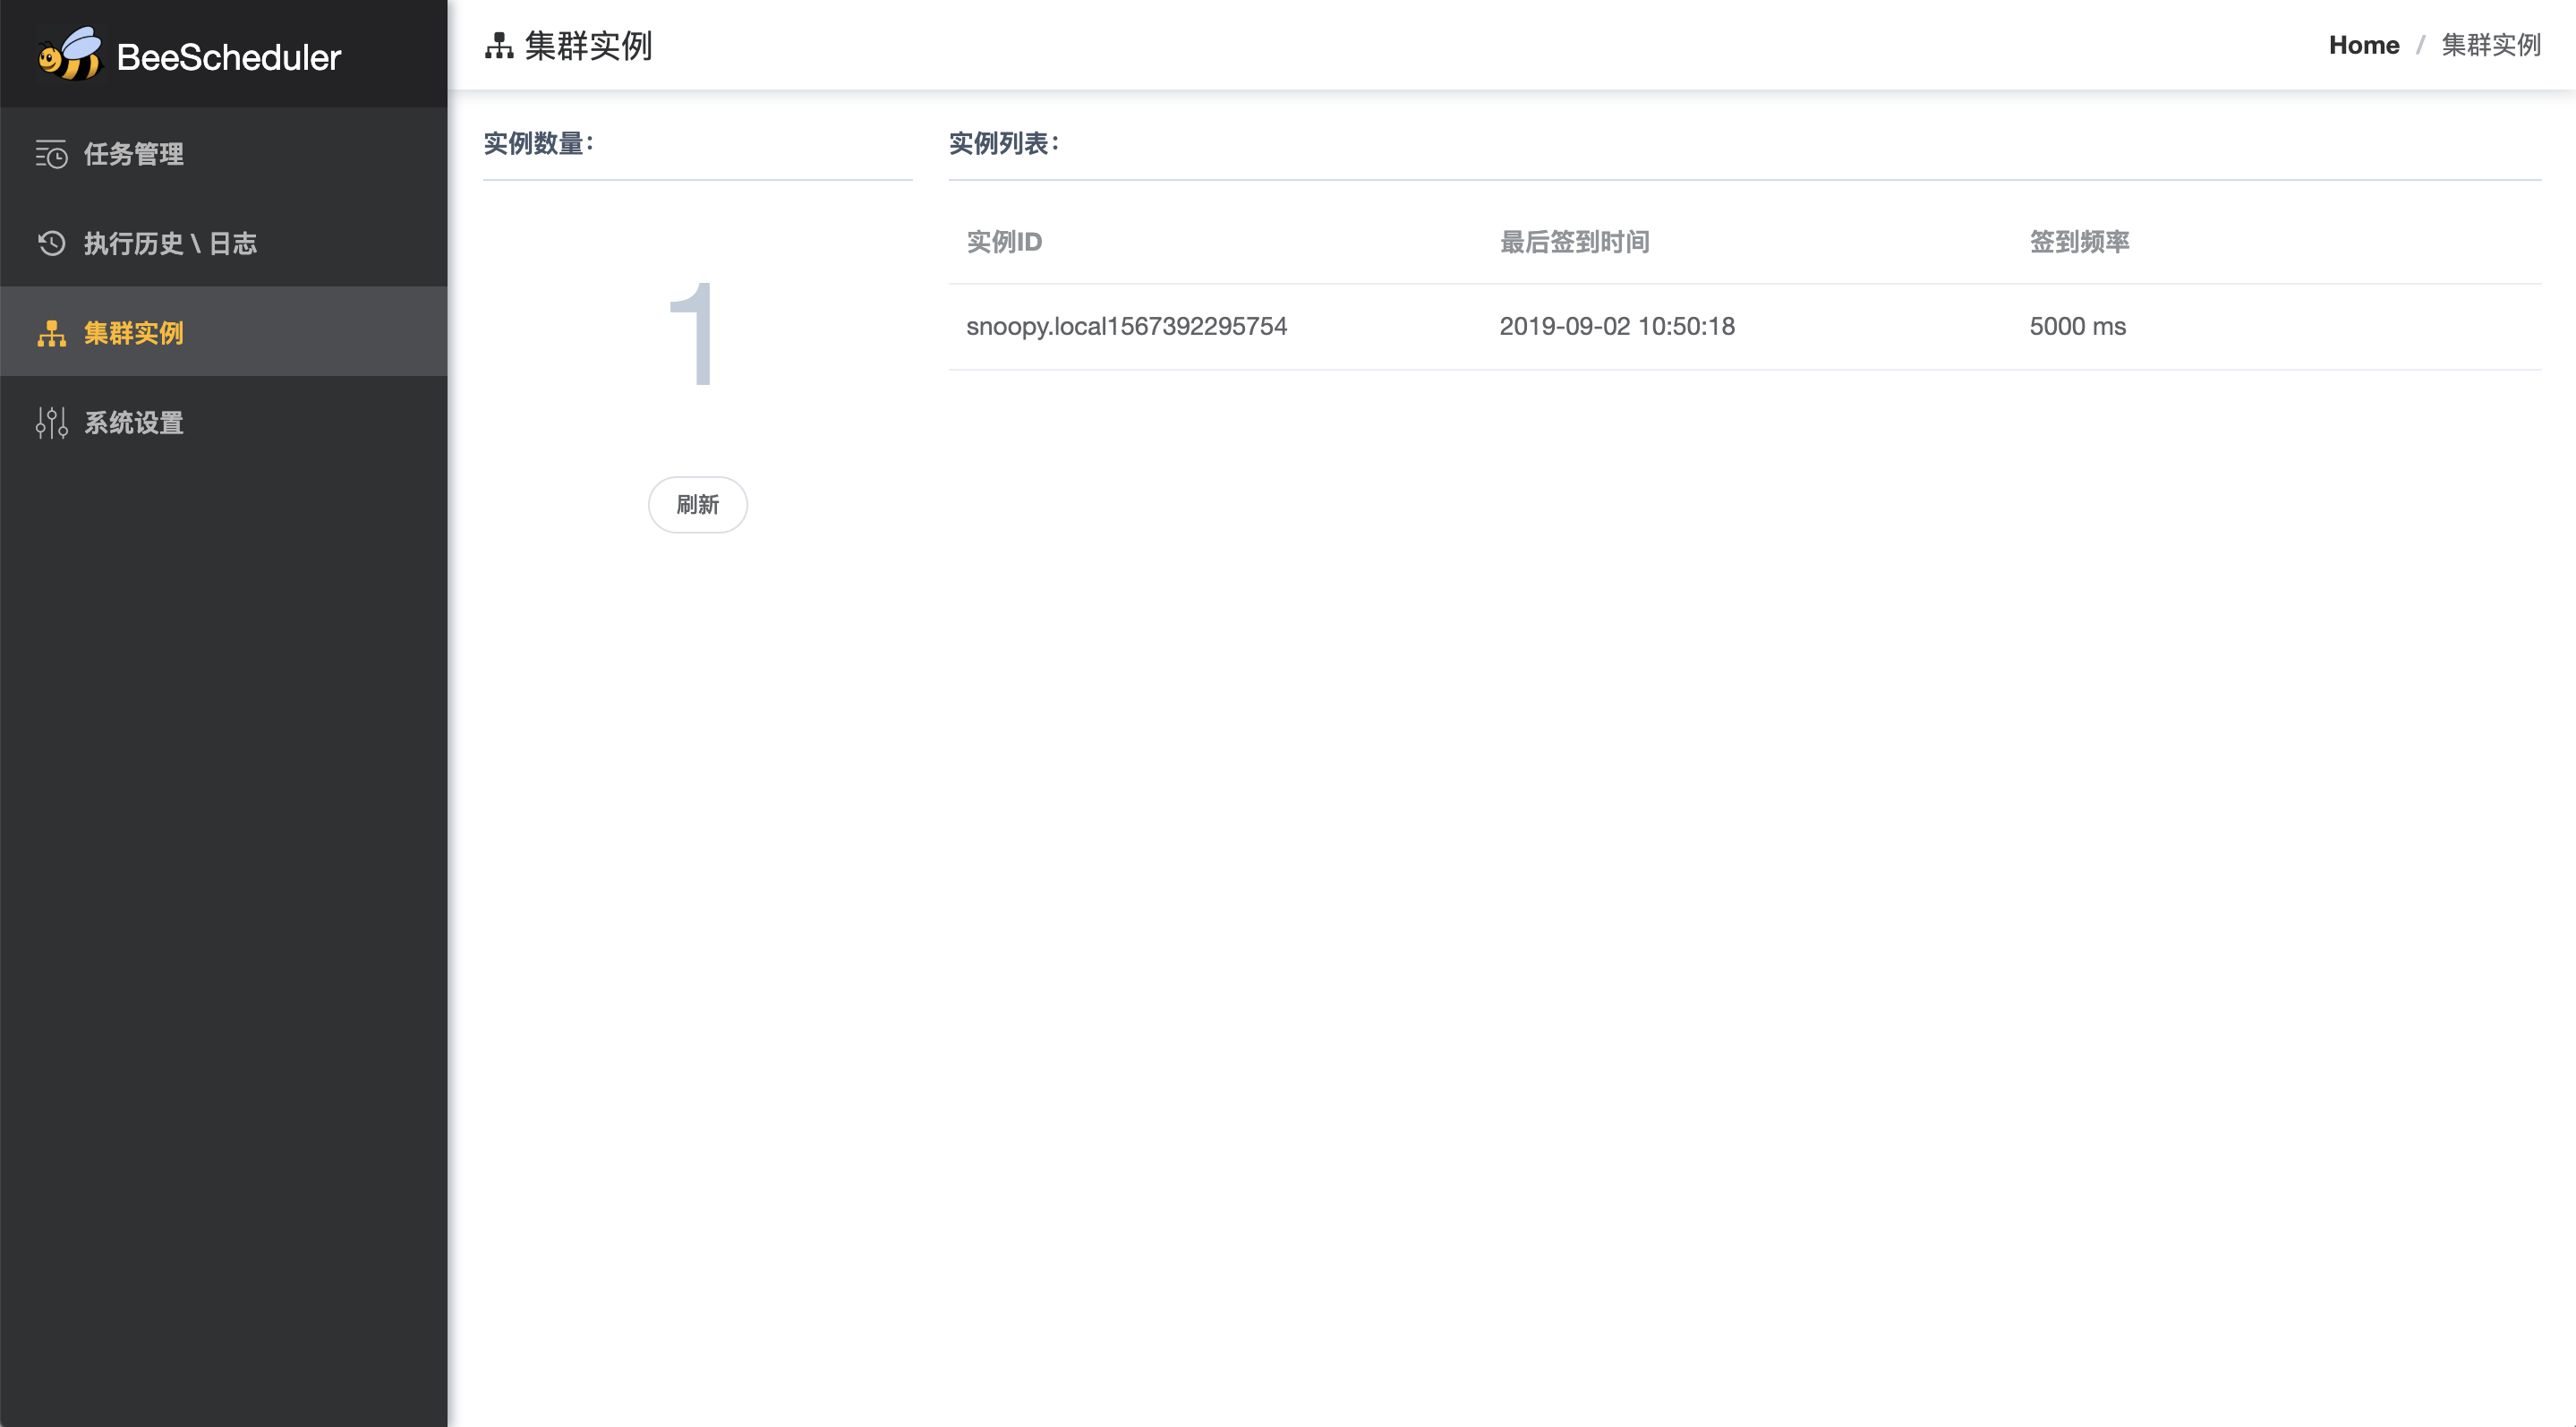 BeeScheduler
任务管理
执行历史 \ 日志
集群实例
系统设置
集群实例
Home / 集群实例
实例数量：
1
刷新
实例列表：
实例ID 最后签到时间 签到频率
snoopy.local1567392295754 2019-09-02 10:50:18 5000 ms